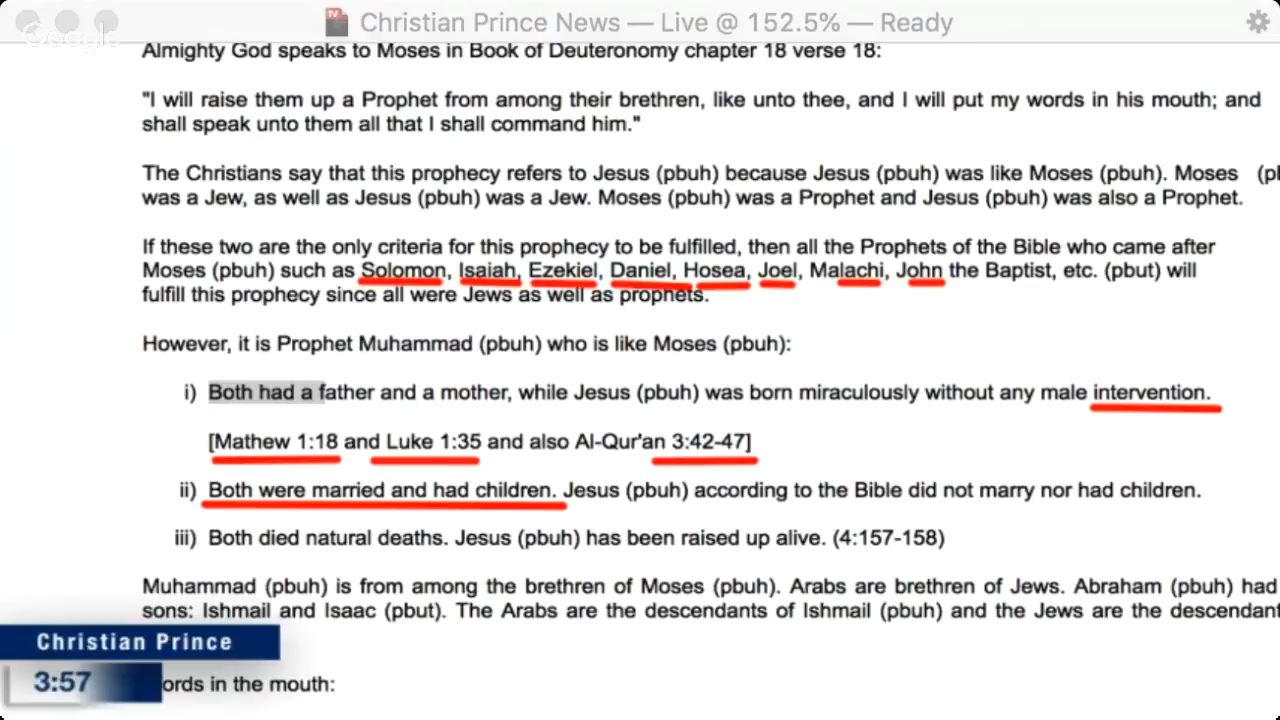 Christian Prince News — Live @ 152.5% — Ready
Google
Almighty God speaks to Moses in Book of Deuteronomy chapter 18 verse 18:
"I will raise them up a Prophet from among their brethren, like unto thee, and I will put my words in his mouth; and
shall speak unto them all that I shall command him."
The Christians say that this prophecy refers to Jesus (pbuh) because Jesus (pbuh) was like Moses (pbuh). Moses
was a Jew, as well as Jesus (pbuh) was a Jew. Moses (pbuh) was a Prophet and Jesus (pbuh) was also a Prophet.
If these two are the only criteria for this prophecy to be fulfilled, then all the Prophets of the Bible who came after
Moses (pbuh) such as Solomon, Isaiah, Ezekiel, Daniel, Hosea, Joel, Malachi, John the Baptist, etc. (pbut) will
fulfill this prophecy since all were Jews as well as prophets.
However, it is Prophet Muhammad (pbuh) who is like Moses (pbuh):
i) Both had a father and a mother, while Jesus (pbuh) was born miraculously without any male intervention.
[Mathew 1:18 and Luke 1:35 and also Al-Qur'an 3:42-47]
ii) Both were married and had children. Jesus (pbuh) according to the Bible did not marry nor had children.
iii) Both died natural deaths. Jesus (pbuh) has been raised up alive. (4:157-158)
Muhammad (pbuh) is from among the brethren of Moses (pbuh). Arabs are brethren of Jews. Abraham (pbuh) had
sons: Ishmail and Isaac (pbut). The Arabs are the descendants of Ishmail (pbuh) and the Jews are the descendant
Christian Prince
3:57
ords in the mouth: